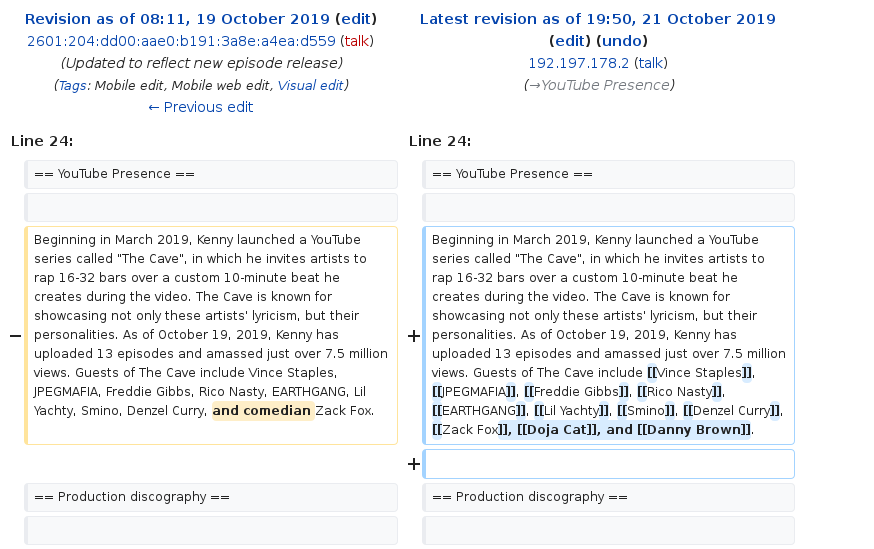 Revision as of 08:11, 19 October 2019 (edit)
2601:204:dd00:aae0:b191:3a8e:a4ea:d559 (talk)
(Updated to reflect new episode release)
(Tags: Mobile edit, Mobile web edit, Visual edit)
← Previous edit
Latest revision as of 19:50, 21 October 2019
(edit) (undo)
192.197.178.2 (talk)
(→YouTube Presence)
Line 24:
Line 24:
== YouTube Presence ==
== YouTube Presence ==
−
Beginning in March 2019, Kenny launched a YouTube
series called "The Cave", in which he invites artists to
rap 16-32 bars over a custom 10-minute beat he
creates during the video. The Cave is known for
showcasing not only these artists' lyricism, but their
personalities. As of October 19, 2019, Kenny has
uploaded 13 episodes and amassed just over 7.5 million
views. Guests of The Cave include Vince Staples,
JPEGMAFIA, Freddie Gibbs, Rico Nasty, EARTHGANG, Lil
Yachty, Smino, Denzel Curry, and comedian Zack Fox.
+
Beginning in March 2019, Kenny launched a YouTube
series called "The Cave", in which he invites artists to
rap 16-32 bars over a custom 10-minute beat he
creates during the video. The Cave is known for
showcasing not only these artists' lyricism, but their
personalities. As of October 19, 2019, Kenny has
uploaded 13 episodes and amassed just over 7.5 million
views. Guests of The Cave include [[Vince Staples]],
[[JPEGMAFIA]], [[Freddie Gibbs]], [[Rico Nasty]],
[[EARTHGANG]], [[Lil Yachty]], [[Smino]], [[Denzel Curry]],
[[Zack Fox]], [[Doja Cat]], and [[Danny Brown]].
+
== Production discography ==
== Production discography ==